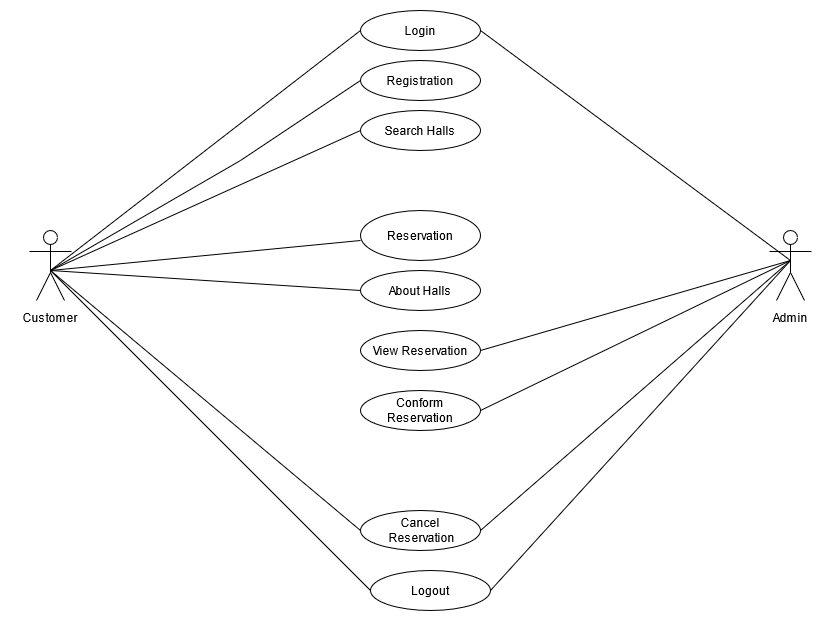 Login
Registration
Search Halls
Reservation
About Halls
Customer
Admin
View Reservation
Conform
Reservation
Cancel
Reservation
Logout